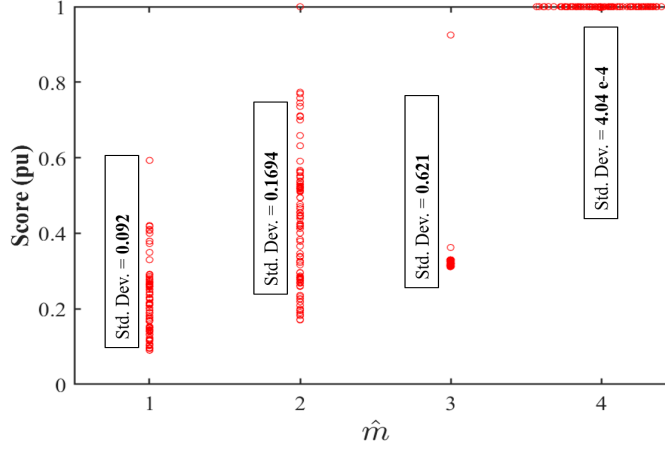 1
0.8
0.6
0.4
0.2
0
Score (pu)
Std. Dev. = 0.092
Std. Dev. = 0.1694
Std. Dev. = 0.621
Std. Dev. = 4.04 e-4
1 2 3 4
m̂